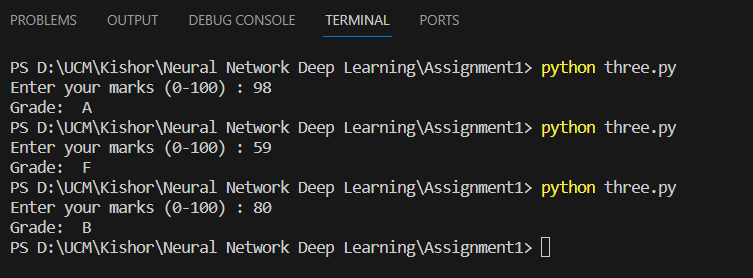 PROBLEMS OUTPUT DEBUG CONSOLE TERMINAL PORTS
PS D:\UCM\Kishor\Neural Network Deep Learning\Assignment1> python three.py
Enter your marks (0-100) : 98
Grade:  A
PS D:\UCM\Kishor\Neural Network Deep Learning\Assignment1> python three.py
Enter your marks (0-100) : 59
Grade:  F
PS D:\UCM\Kishor\Neural Network Deep Learning\Assignment1> python three.py
Enter your marks (0-100) : 80
Grade:  B
PS D:\UCM\Kishor\Neural Network Deep Learning\Assignment1>